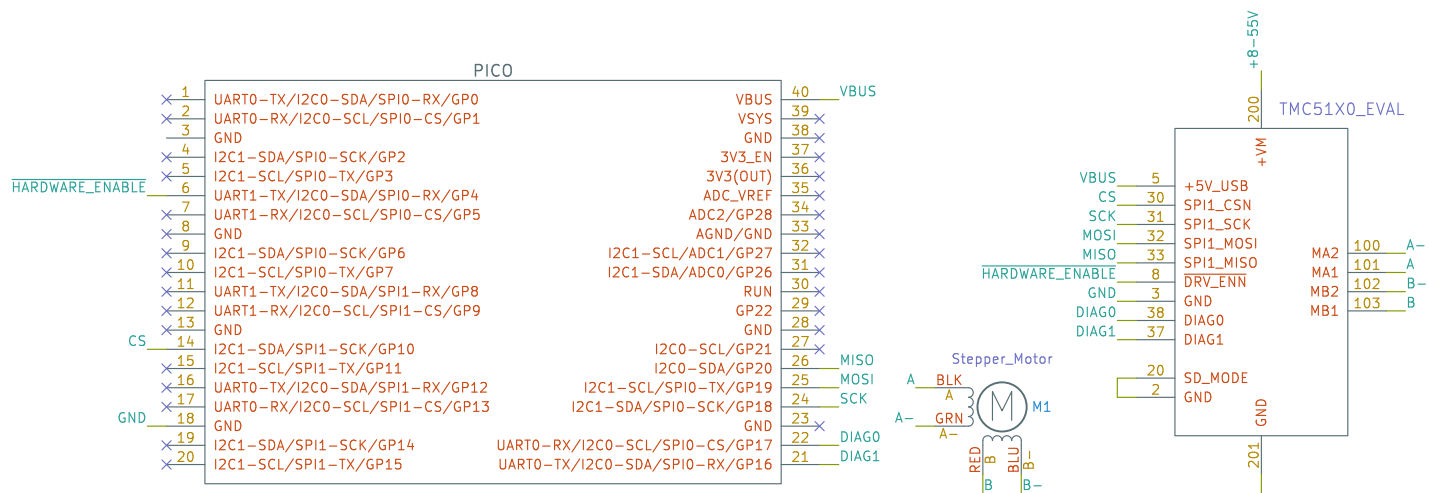 PICO
1 UART0-TX/I2C0-SDA/SPI0-RX/GP0
2 UART0-RX/I2C0-SCL/SPI0-CS/GP1
3 GND
4 I2C1-SDA/SPI0-SCK/GP2
5 I2C1-SCL/SPI0-TX/GP3
HARDWARE_ENABLE 6 UART1-TX/I2C0-SDA/SPI0-RX/GP4
7 UART1-RX/I2C0-SCL/SPI0-CS/GP5
8 GND
9 I2C1-SDA/SPI0-SCK/GP6
10 I2C1-SCL/SPI0-TX/GP7
11 UART1-TX/I2C0-SDA/SPI1-RX/GP8
12 UART1-RX/I2C0-SCL/SPI1-CS/GP9
13 GND
CS 14 I2C1-SDA/SPI1-SCK/GP10
15 I2C1-SCL/SPI1-TX/GP11
16 UART0-TX/I2C0-SDA/SPI1-RX/GP12
17 UART0-RX/I2C0-SCL/SPI1-CS/GP13
GND 18 GND
19 I2C1-SDA/SPI1-SCK/GP14
20 I2C1-SCL/SPI1-TX/GP15
VBUS 40 VBUS
VSYS 39
GND 38
3V3_EN 37
3V3(OUT) 36
ADC_VREF 35
ADC2/GP28 34
AGND/GND 33
I2C1-SCL/ADC1/GP27 32
I2C1-SDA/ADC0/GP26 31
RUN 30
GP22 29
GND 28
I2C0-SCL/GP21 27
I2C0-SDA/GP20 26 MISO
I2C1-SCL/SPI0-TX/GP19 25 MOSI
I2C1-SDA/SPI0-SCK/GP18 24 SCK
GND 23
UART0-RX/I2C0-SCL/SPI0-CS/GP17 22 DIAG0
UART0-TX/I2C0-SDA/SPI0-RX/GP16 21 DIAG1
Stepper_Motor
A BLK A
A- GRN A-
M M1
RED B B
BLU B- B-
+8-55V
200 +VM
TMC51X0_EVAL
VBUS 5 +5V_USB
CS 30 SPI1_CSN
SCK 31 SPI1_SCK
MOSI 32 SPI1_MOSI
MISO 33 SPI1_MISO
HARDWARE_ENABLE 8 DRV_ENN
GND 3 GND
DIAG0 38 DIAG0
DIAG1 37 DIAG1
20 SD_MODE
2 GND
MA2 100 A-
MA1 101 A
MB2 102 B-
MB1 103 B
GND 201